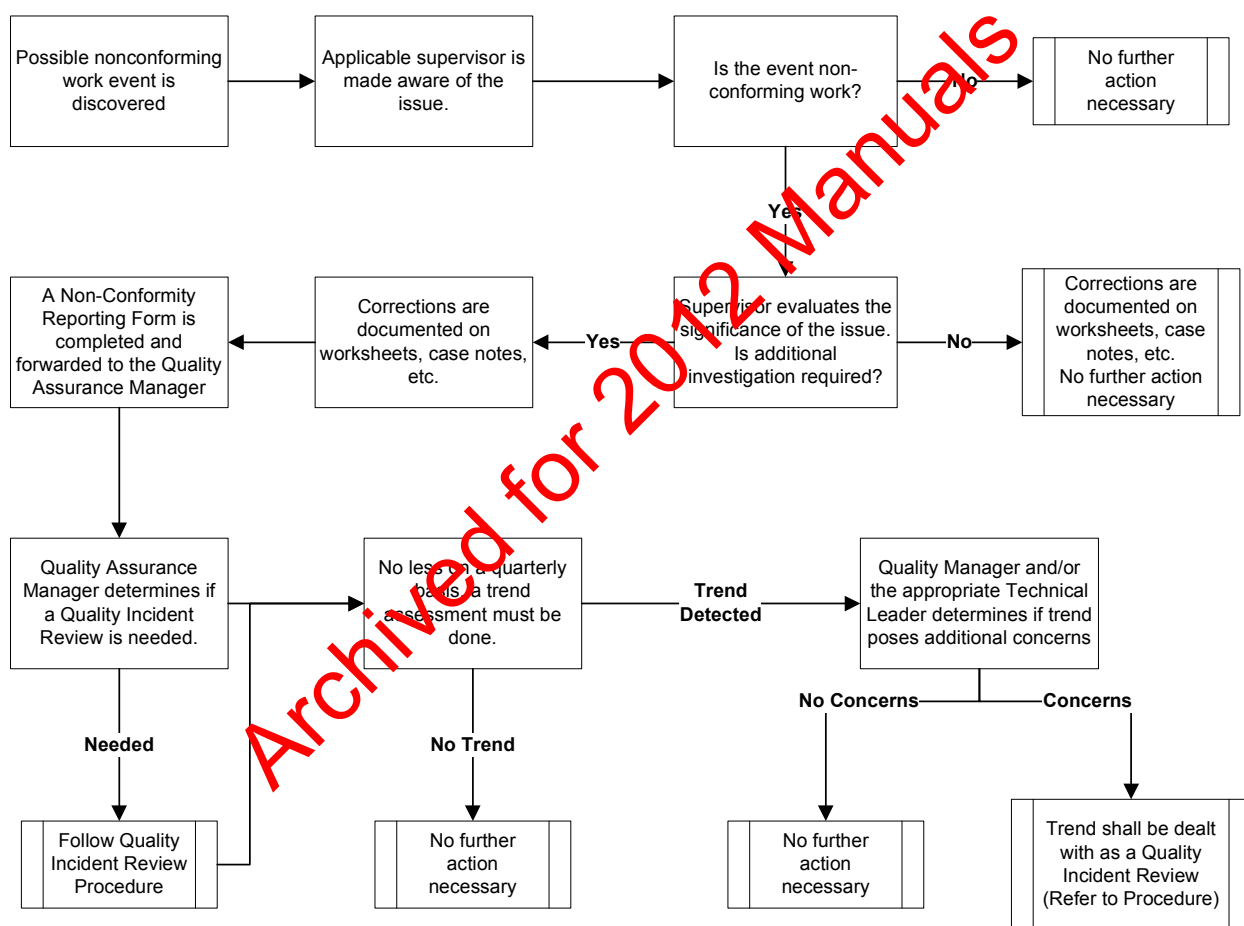 Possible nonconforming
work event is
discovered
Applicable supervisor is
made aware of the
issue.
Is the event non-
conforming work?
No
No further
action
necessary
Yes
A Non-Conformity
Reporting Form is
completed and
forwarded to the Quality
Assurance Manager
Corrections are
documented on
worksheets, case notes,
etc.
Yes
Supervisor evaluates the
significance of the issue.
Is additional
investigation required?
No
Corrections are
documented on
worksheets, case
notes, etc.
No further action
necessary
Quality Assurance
Manager determines if
a Quality Incident
Review is needed.
No less on a quarterly
basis, a trend
assessment must be
done.
Trend
Detected
Quality Manager and/or
the appropriate Technical
Leader determines if trend
poses additional concerns
Needed
No Trend
No Concerns
Concerns
Follow Quality
Incident Review
Procedure
No further
action
necessary
No further
action
necessary
Trend shall be dealt
with as a Quality
Incident Review
(Refer to Procedure)
Archived for 2012 Manuals